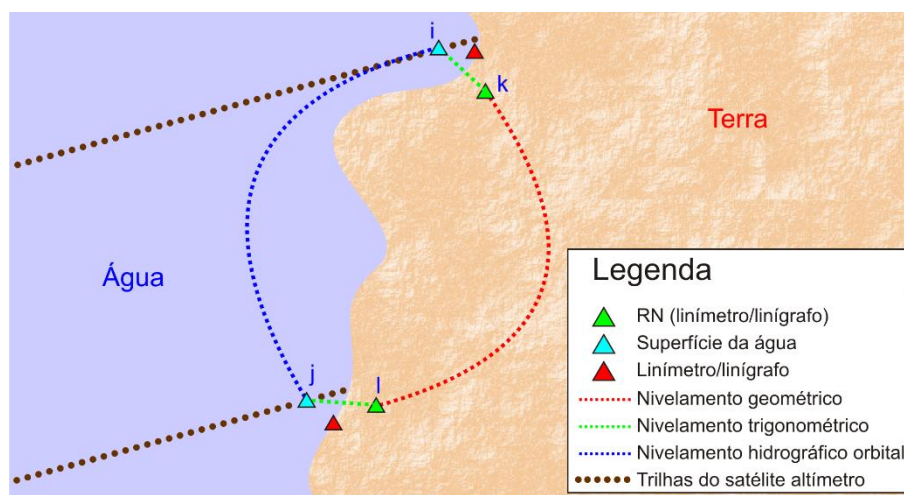 i
k
Terra
Água
j
l
Legenda
RN (linímetro/linígrafo)
Superfície da água
Linímetro/linígrafo
Nivelamento geométrico
Nivelamento trigonométrico
Nivelamento hidrográfico orbital
Trilhas do satélite altímetro